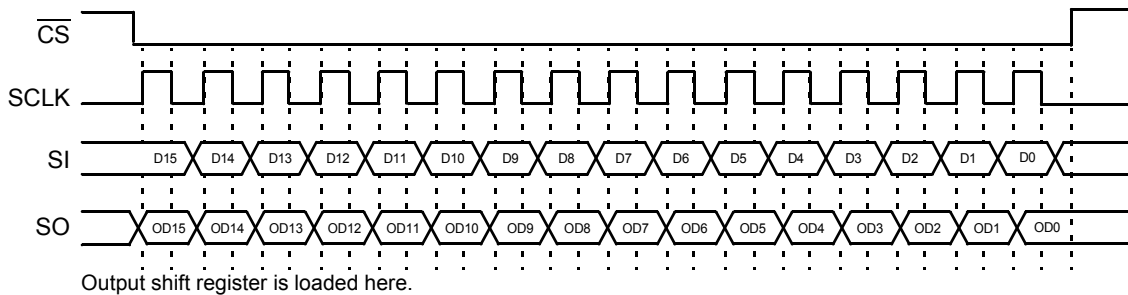 CS
SCLK
SI D15 D14 D13 D12 D11 D10 D9 D8 D7 D6 D5 D4 D3 D2 D1 D0
SO OD15 OD14 OD13 OD12 OD11 OD10 OD9 OD8 OD7 OD6 OD5 OD4 OD3 OD2 OD1 OD0
Output shift register is loaded here.